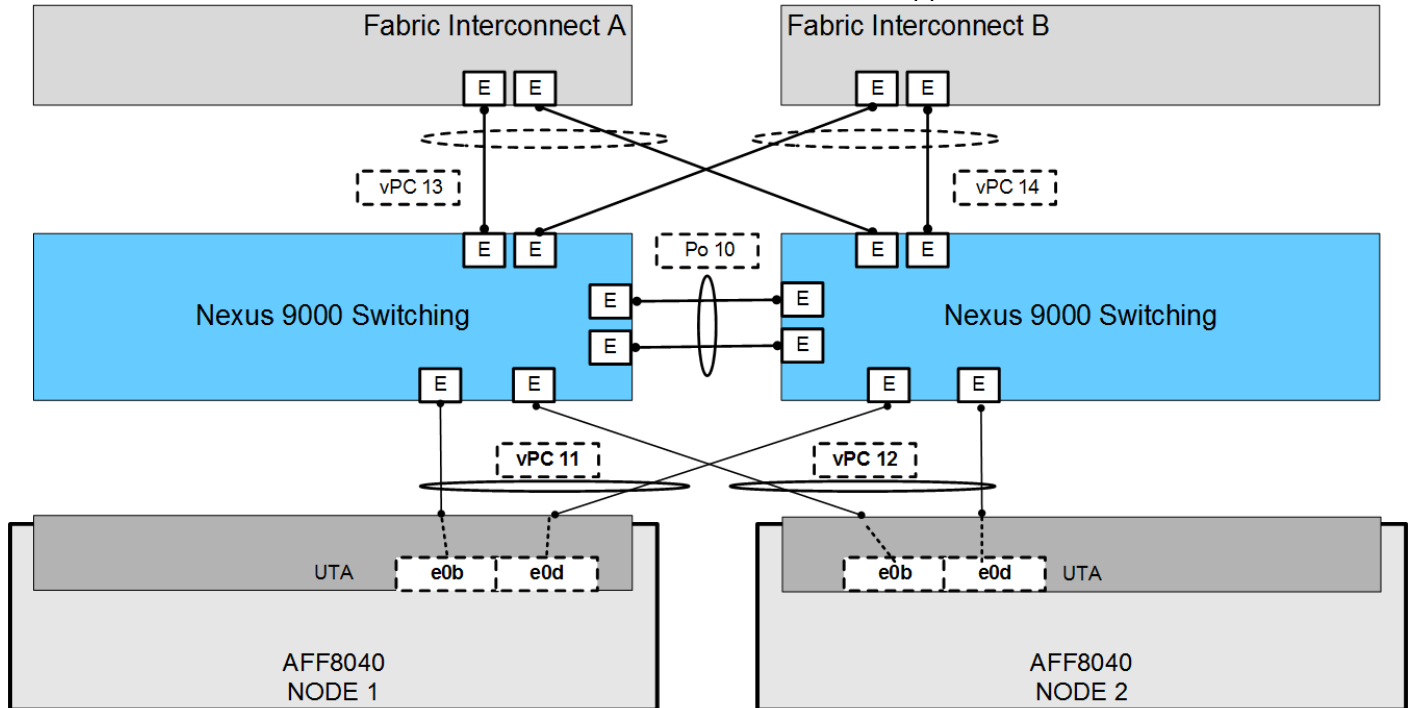 Fabric Interconnect A
Fabric Interconnect B
E E
E E
vPC 13
vPC 14
E E
Po 10
E E
E
E
Nexus 9000 Switching
Nexus 9000 Switching
E
E
E E
E E
vPC 11
vPC 12
UTA
e0b e0d
e0b e0d
UTA
AFF8040
NODE 1
AFF8040
NODE 2